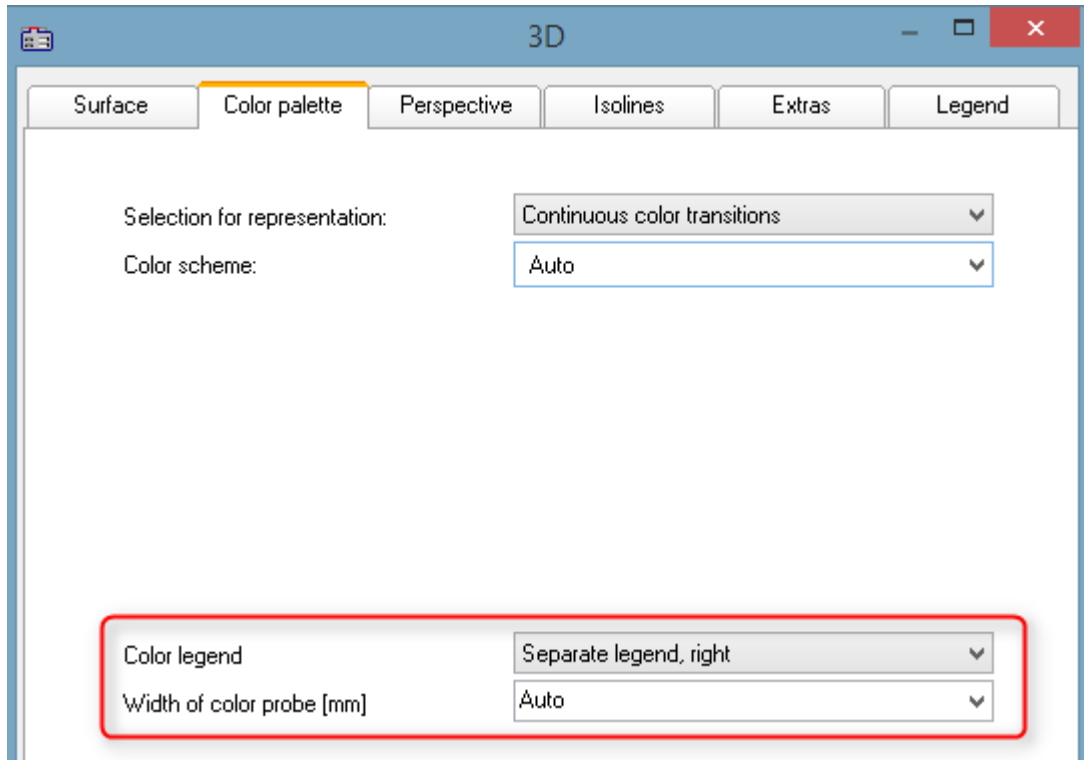 3D
Surface Color palette Perspective Isolines Extras Legend
Selection for representation: Continuous color transitions
Color scheme: Auto
Color legend Separate legend, right
Width of color probe [mm] Auto